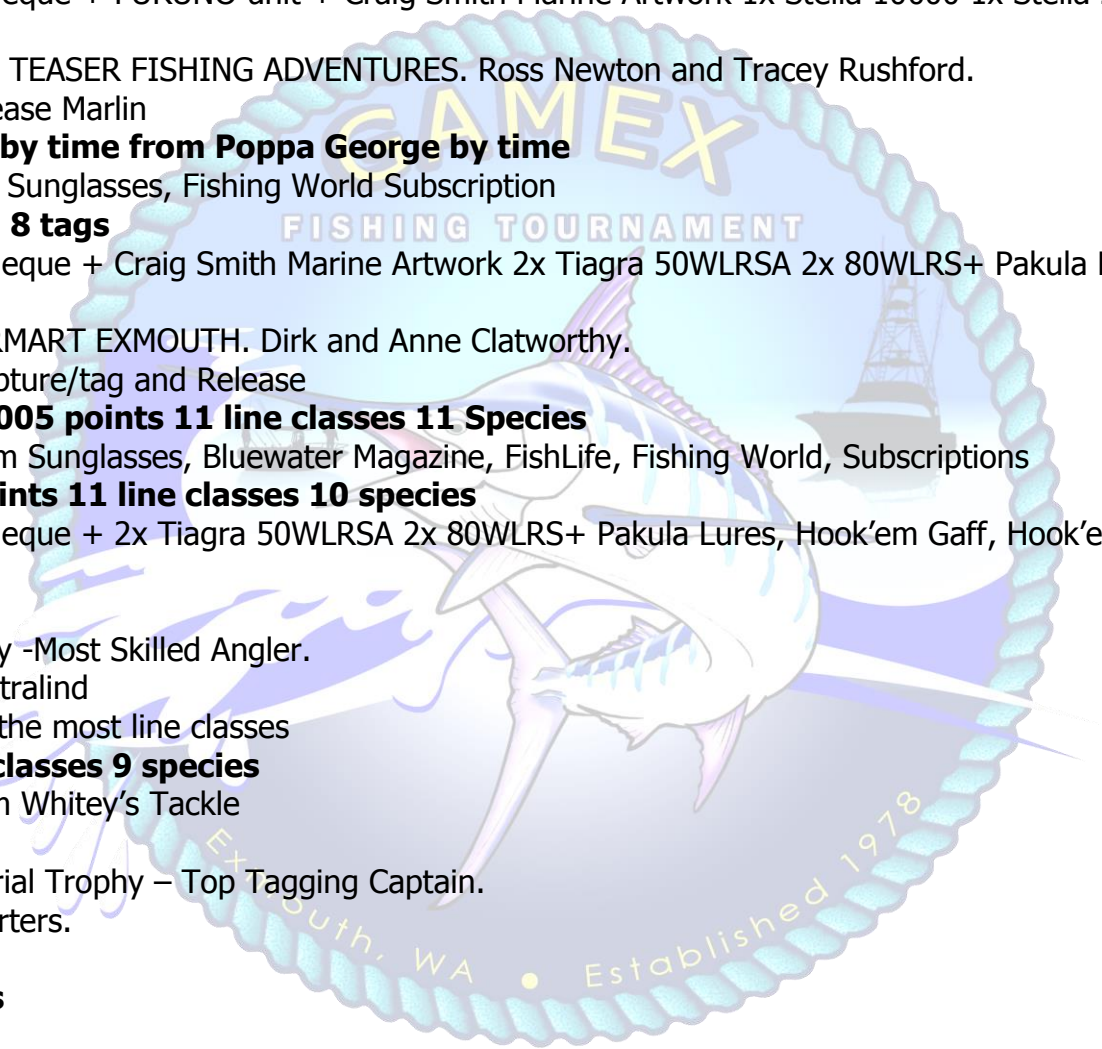 eque + FURUNO unit + Craig Smith Marine Artwork 1x Stella 10000 1x Stella
TEASER FISHING ADVENTURES. Ross Newton and Tracey Rushford.
ease Marlin
by time from Poppa George by time
Sunglasses, Fishing World Subscription
8 tags
eque + Craig Smith Marine Artwork 2x Tiagra 50WLRSA 2x 80WLRS+ Pakula
RMART EXMOUTH. Dirk and Anne Clatworthy.
pture/tag and Release
005 points 11 line classes 11 Species
m Sunglasses, Bluewater Magazine, FishLife, Fishing World, Subscriptions
ints 11 line classes 10 species
eque + 2x Tiagra 50WLRSA 2x 80WLRS+ Pakula Lures, Hook'em Gaff, Hook'e
y -Most Skilled Angler.
tralind
the most line classes
classes 9 species
m Whitey's Tackle
rial Trophy – Top Tagging Captain.
rters.
s
GAMEX
FISHING TOURNAMENT
Exmouth, WA • Established 1978